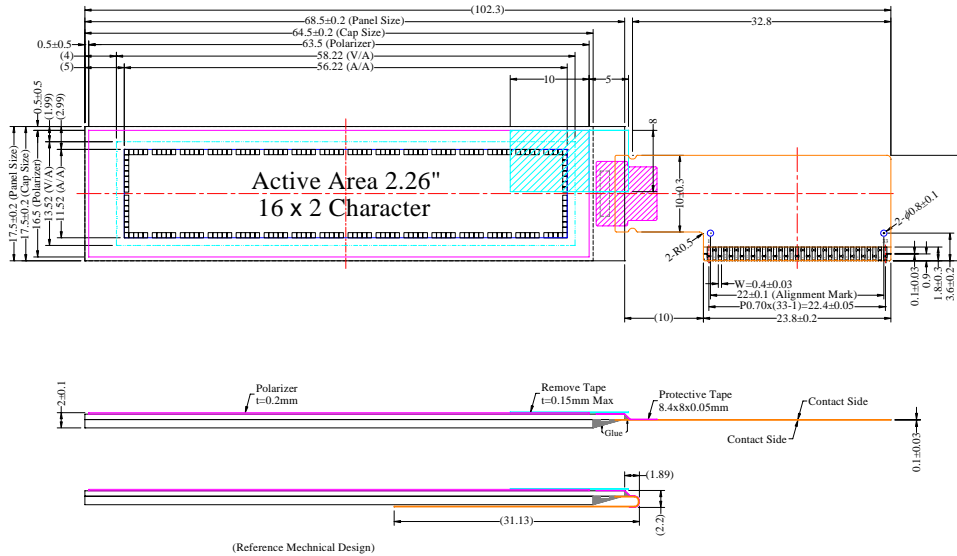 (102.3)
68.5±0.2 (Panel Size)
32.8
64.5±0.2 (Cap Size)
0.5±0.5
63.5 (Polarizer)
(4)
58.22 (V/A)
(5)
56.22 (A/A)
10
5
0.5±0.5
(1.99)
(2.99)
8
17.5±0.2 (Panel Size)
17.5±0.2 (Cap Size)
16.5 (Polarizer)
13.52 (V/A)
11.52 (A/A)
Active Area 2.26"
16 x 2 Character
10±0.3
2-ϕ0.8±0.1
2-R0.5
W=0.4±0.03
22±0.1 (Alignment Mark)
P0.70x(33-1)=22.4±0.05
(10)
23.8±0.2
0.1±0.03
0.9
1.8±0.3
3.6±0.2
2±0.1
Polarizer
t=0.2mm
Remove Tape
t=0.15mm Max
Protective Tape
8.4x8x0.05mm
Contact Side
Glue
Contact Side
0.1±0.03
(1.89)
(31.13)
(2.2)
(Reference Mechnical Design)